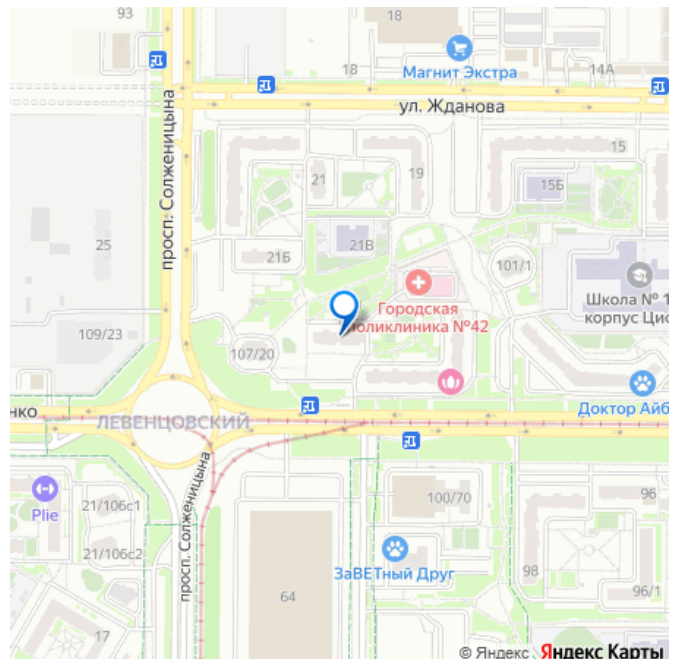 93
18
Магнит Экстра
18
14А
ул. Жданова
просп. Солженицына
15
19
21
15Б
25
21Б
21В
101/1
Городская
поликлиника №42
Школа № 1
корпус Циф
109/23
107/20
Доктор Айб
нко
ЛЕВЕНЦОВСКИЙ
просп. Солженицына
Plie
21/106с1
21/106с2
100/70
96
ЗаВЕТный Друг
98
96/1
64
17
© Яндекс Яндекс Карты